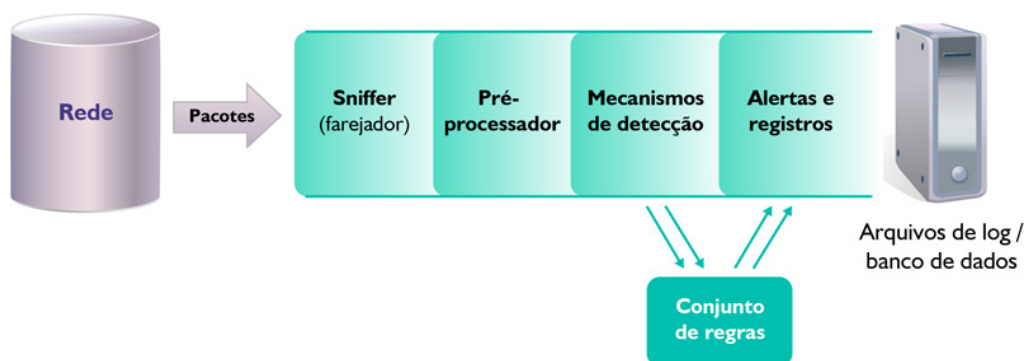 Rede
Pacotes
Sniffer
(farejador)
Pré-
processador
Mecanismos
de detecção
Alertas e
registros
Arquivos de log /
banco de dados
Conjunto
de regras